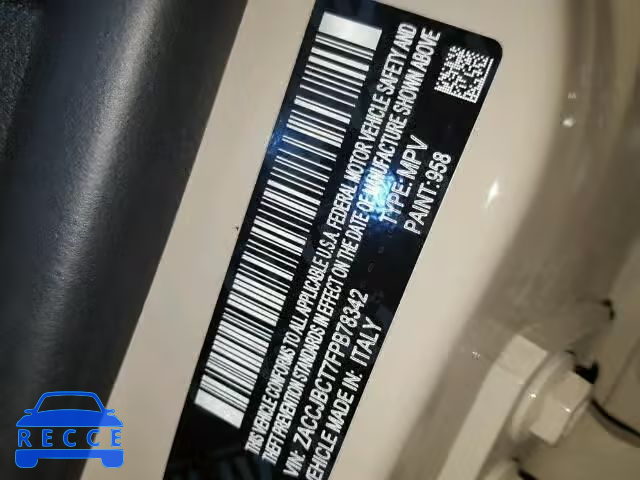 THIS VEHICLE CONFORMS TO ALL APPLICABLE U.S.A. FEDERAL MOTOR VEHICLE SAFETY AND
THEFT PREVENTION STANDARDS IN EFFECT ON THE DATE OF MANUFACTURE SHOWN ABOVE
VIN: ZACCJBCT7FPB78342
TYPE: MPV
VEHICLE MADE IN: ITALY
PAINT: 958
RECCE